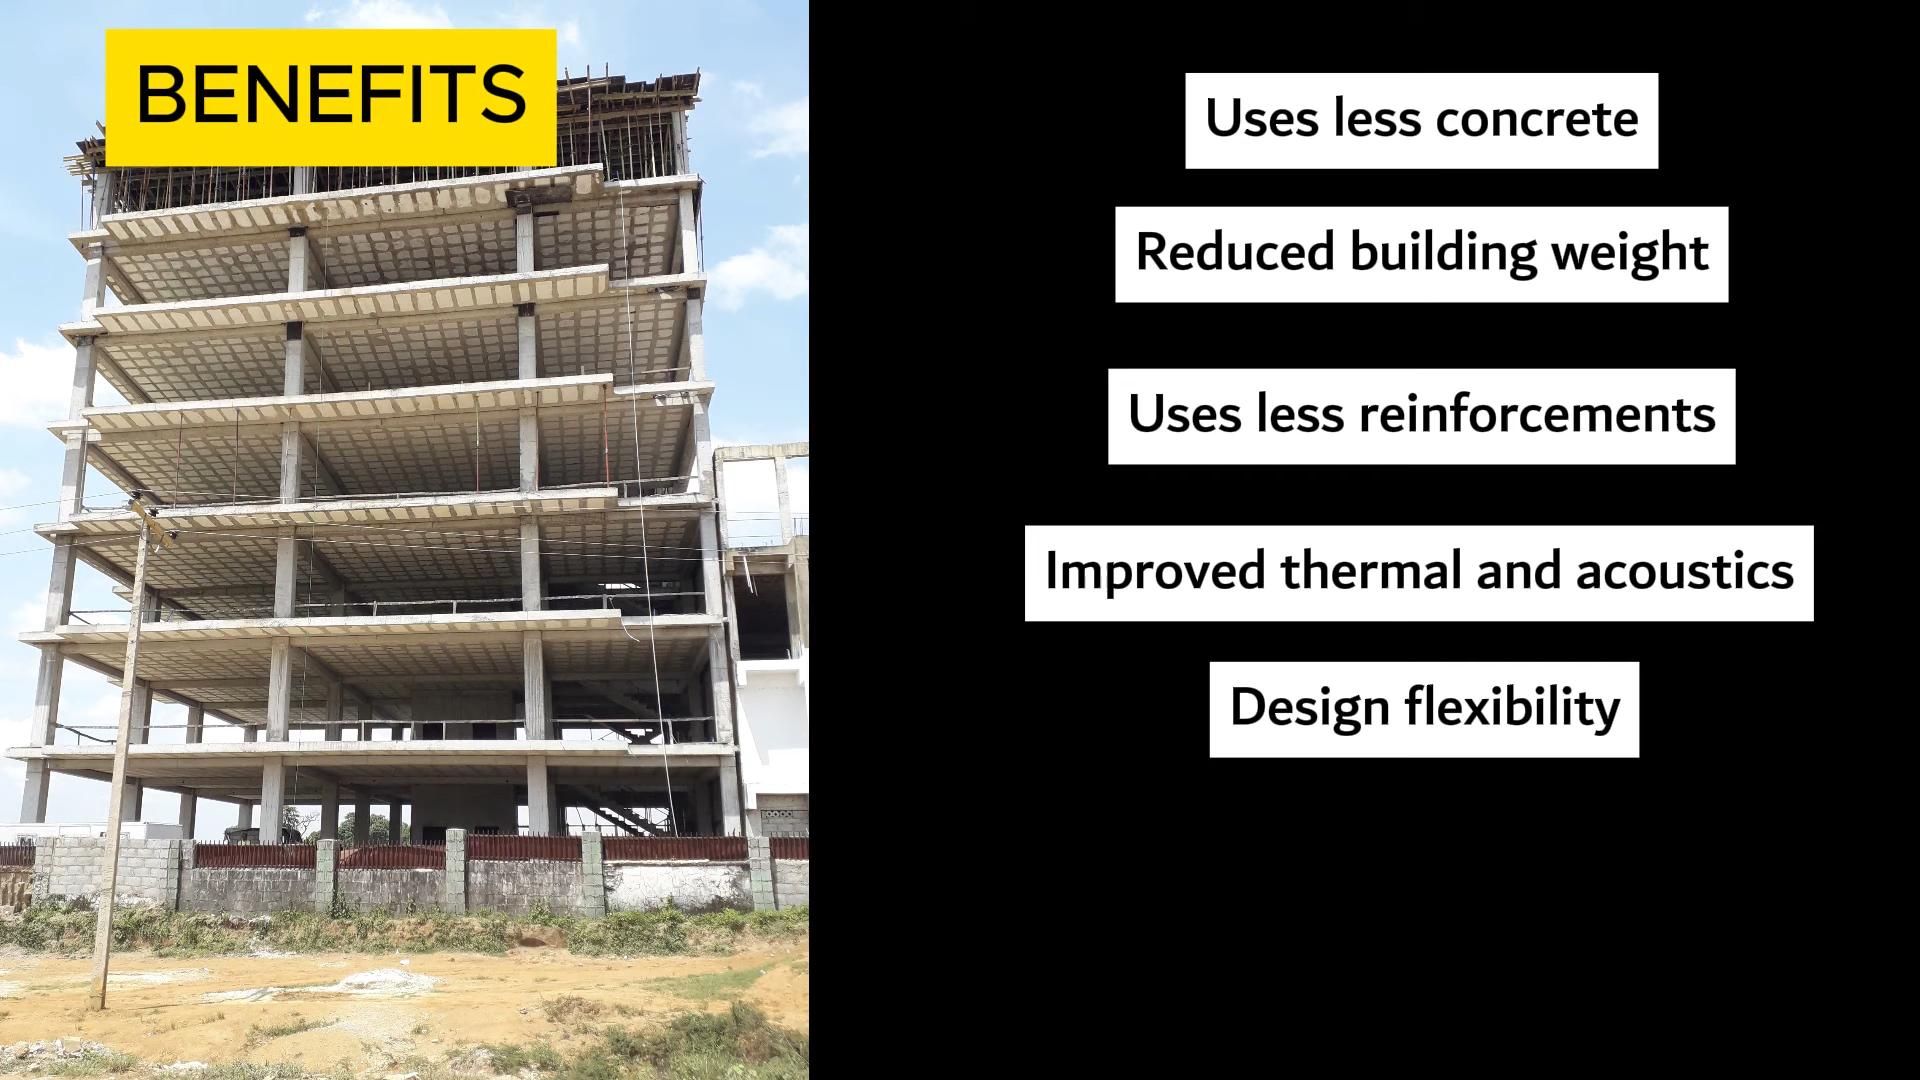 BENEFITS
Uses less concrete
Reduced building weight
Uses less reinforcements
Improved thermal and acoustics
Design flexibility